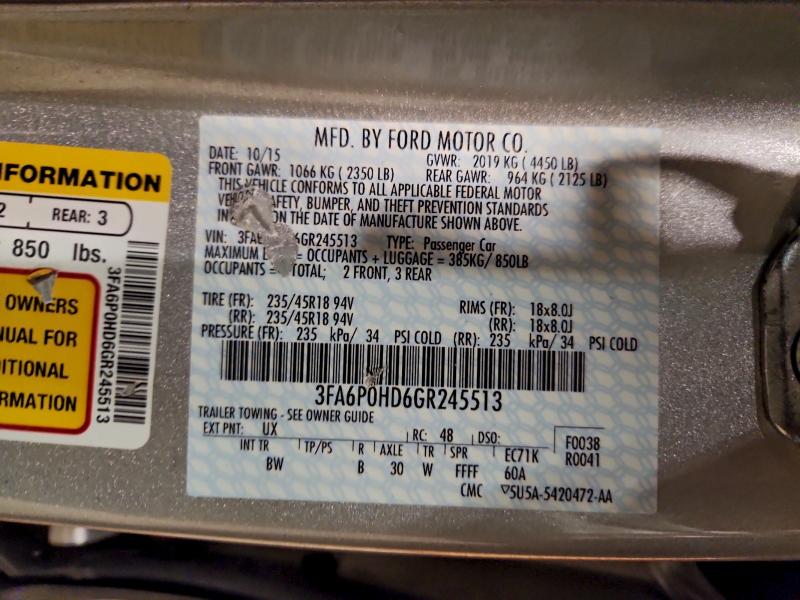 INFORMATION
2 REAR: 3
850 lbs.
OWNERS
UAL FOR
DITIONAL
RMATION
3FA6P0HD6GR245513
MFD. BY FORD MOTOR CO.
DATE: 10/15 GVWR: 2019 KG ( 4450 LB)
FRONT GAWR: 1066 KG ( 2350 LB) REAR GAWR: 964 KG ( 2125 LB)
THIS VEHICLE CONFORMS TO ALL APPLICABLE FEDERAL MOTOR
SAFETY, BUMPER, AND THEFT PREVENTION STANDARDS
ON THE DATE OF MANUFACTURE SHOWN ABOVE.
VIN: 3FA 6GR245513 TYPE: Passenger Car
MAXIMUM = OCCUPANTS + LUGGAGE = 385KG/ 850LB
OCCUPANTS = TOTAL; 2 FRONT, 3 REAR
TIRE (FR): 235/45R18 94V RIMS (FR): 18x8.0J
(RR): 235/45R18 94V (RR): 18x8.0J
PRESSURE (FR): 235 kPa/ 34 PSI COLD (RR): 235 kPa/ 34 PSI COLD
3FA6P0HD6GR245513
TRAILER TOWING - SEE OWNER GUIDE
EXT PNT: UX RC: 48 DSO: F0038
INT TR TP/PS R AXLE TR SPR EC71K R0041
BW B 30 W FFFF 60A
CMC 5U5A-5420472-AA